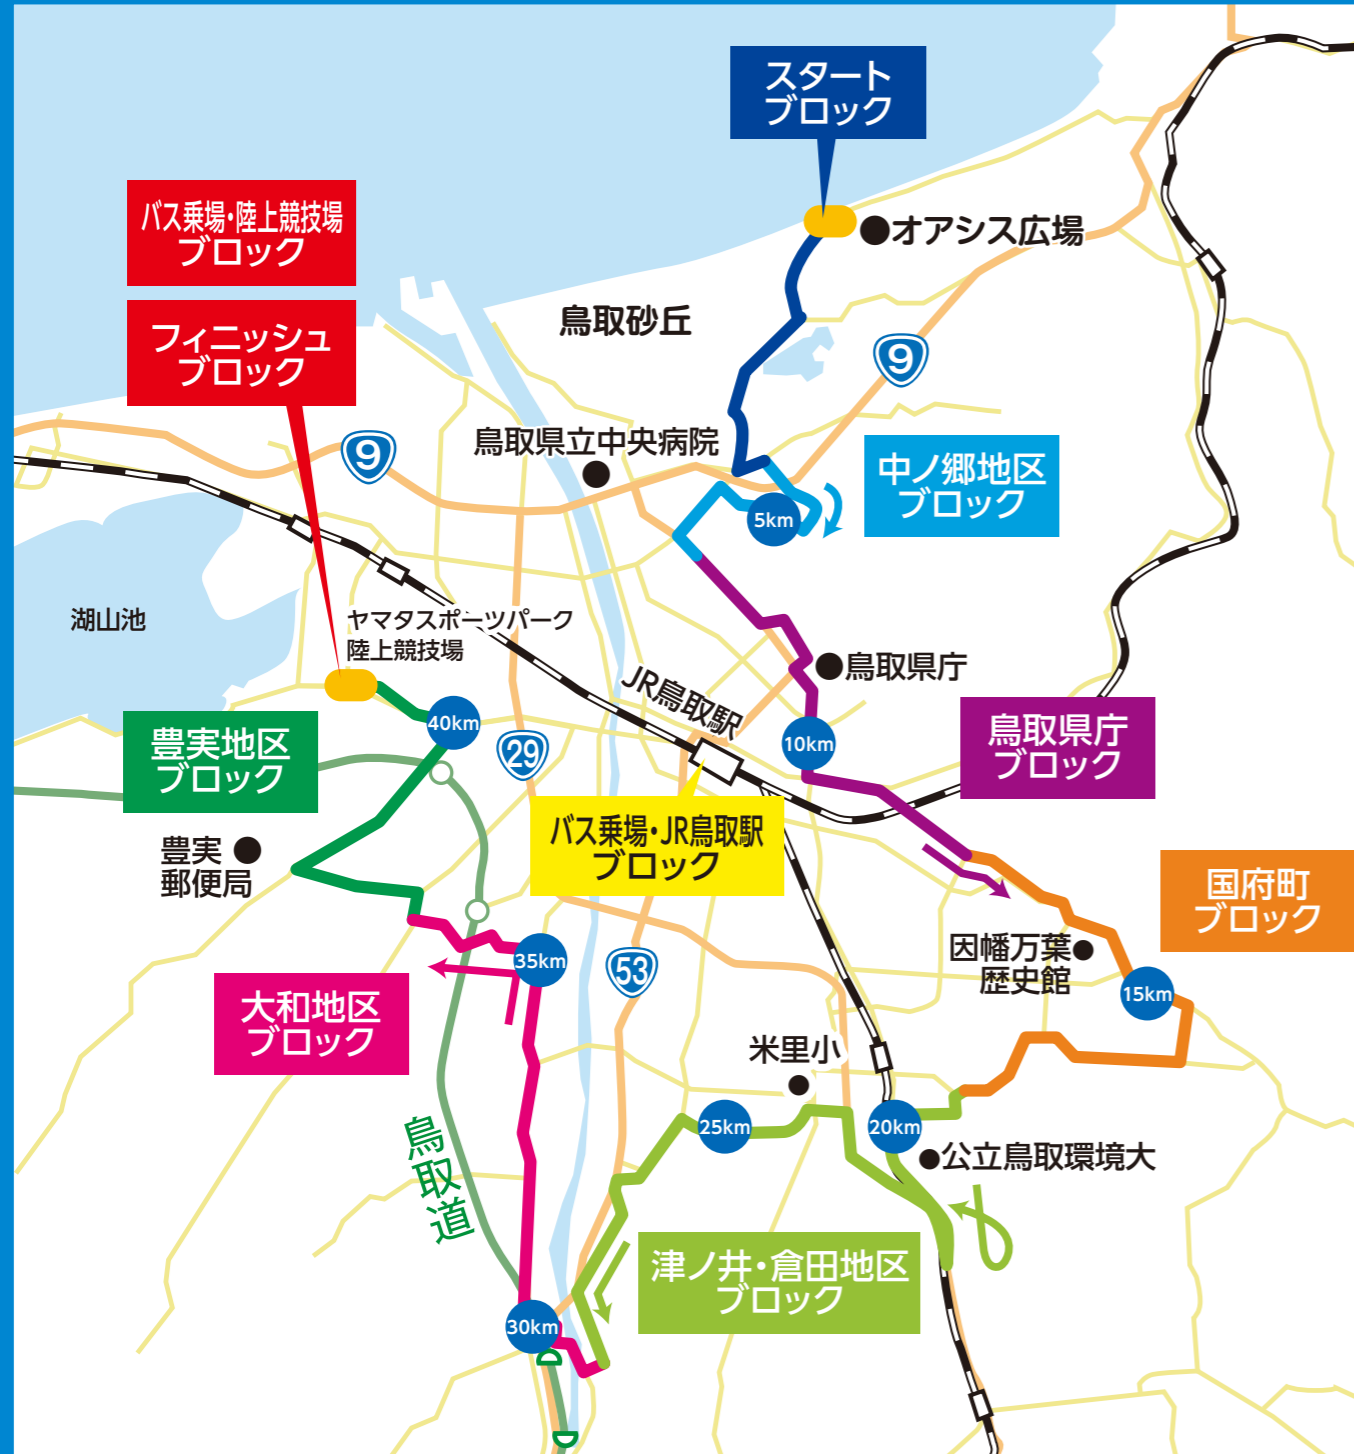 スタート
ブロック
バス乗場・陸上競技場
ブロック
●オアシス広場
フィニッシュ
ブロック
鳥取砂丘
9
鳥取県立中央病院
9
中ノ郷地区
ブロック
5km
湖山池
ヤマタスポーツパーク
陸上競技場
●鳥取県庁
JR鳥取駅
40km
10km
鳥取県庁
ブロック
豊実地区
ブロック
29
バス乗場・JR鳥取駅
ブロック
豊実
郵便局
国府町
ブロック
因幡万葉
歴史館
35km
53
15km
大和地区
ブロック
米里小
25km
20km
●公立鳥取環境大
鳥取道
津ノ井・倉田地区
ブロック
30km